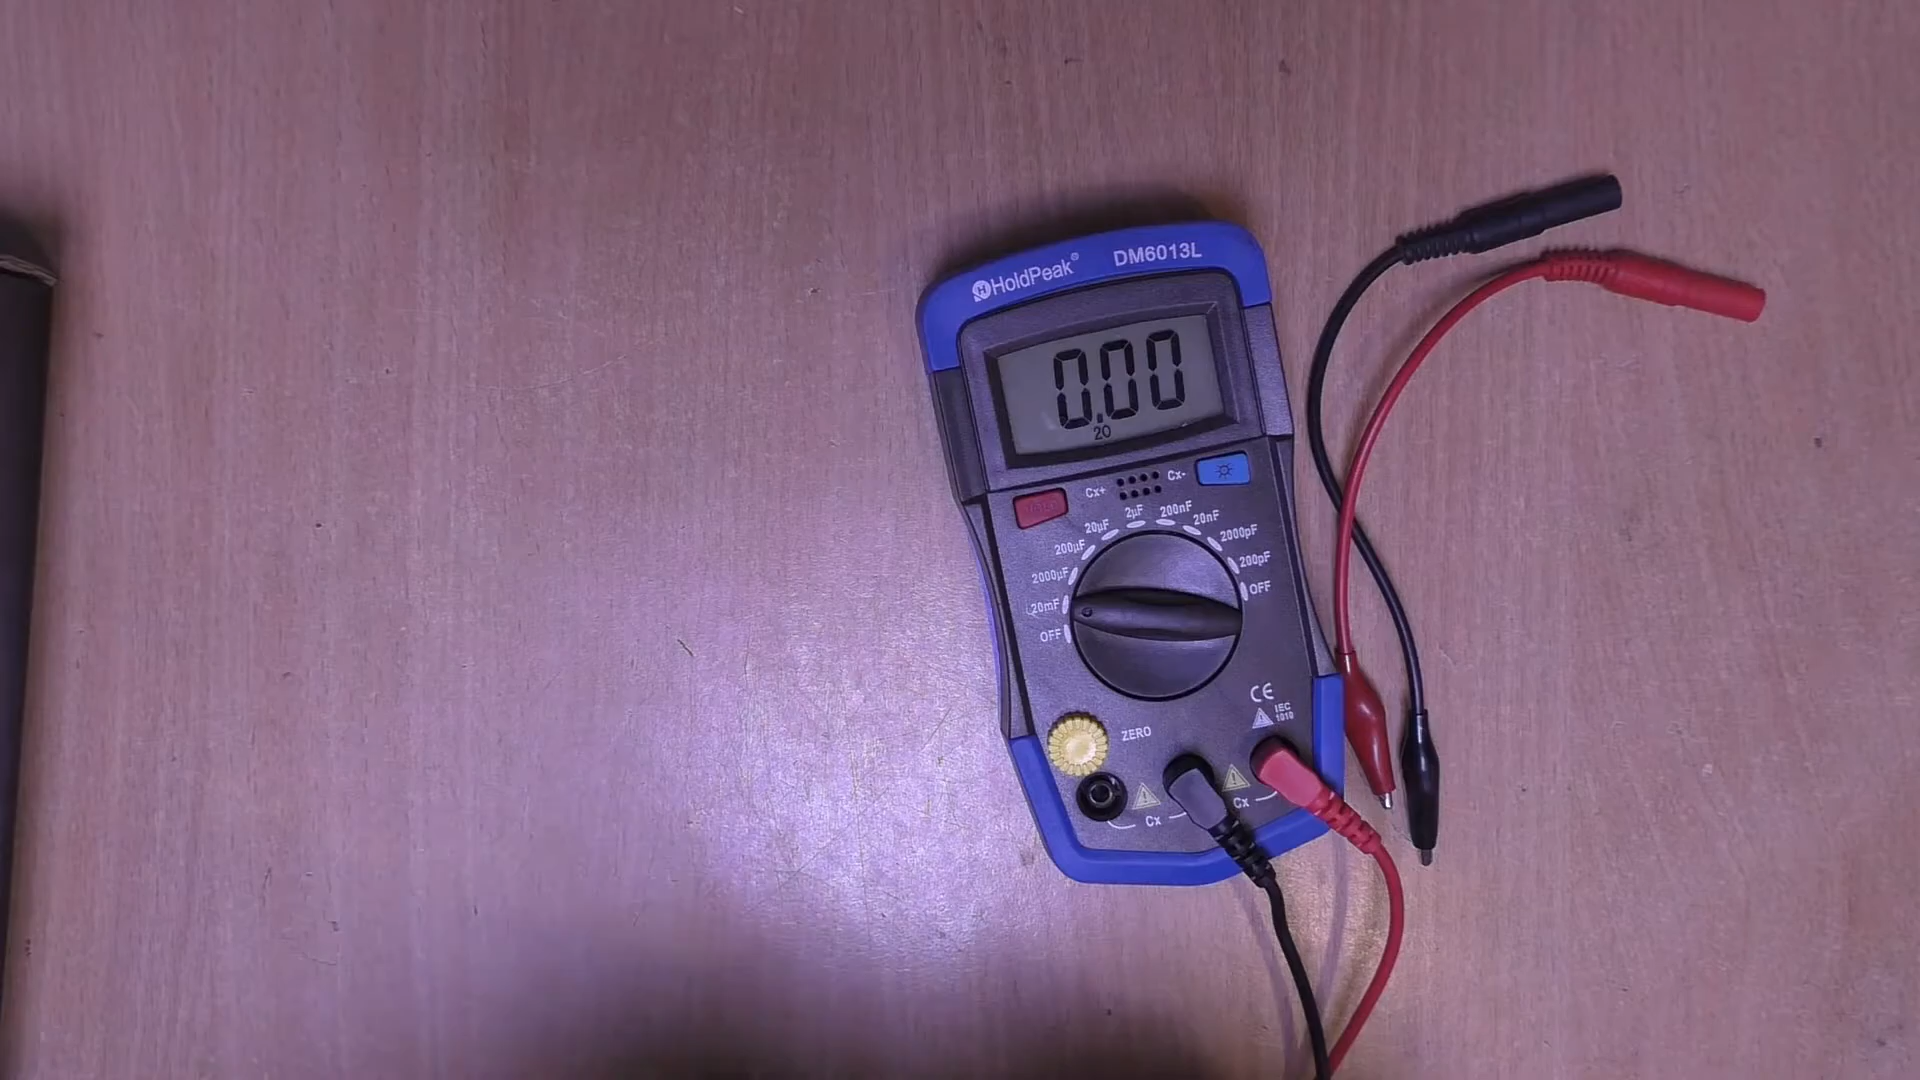 HoldPeak® DM6013L
0.00
20
Cx+ Cx-
2µF 200nF
20µF 20nF
200µF 2000pF
2000µF 200pF
20mF OFF
OFF
CE
IEC
1010
ZERO
Cx
Cx